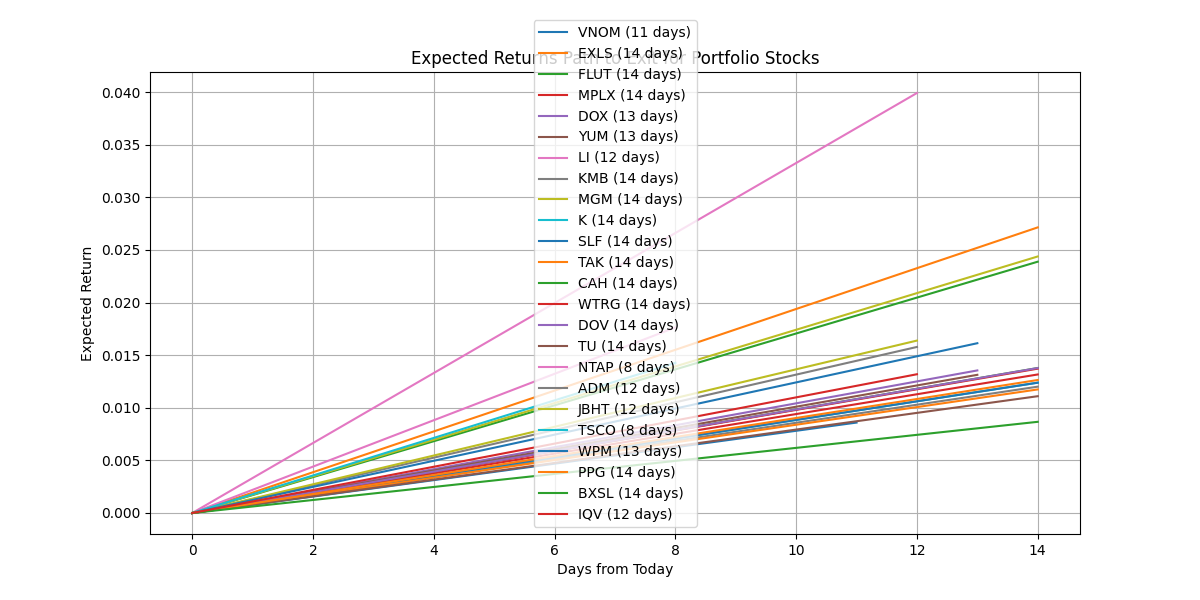 Expected Returns Path to Exit for Portfolio Stocks
VNOM (11 days)
EXLS (14 days)
FLUT (14 days)
MPLX (14 days)
DOX (13 days)
YUM (13 days)
LI (12 days)
KMB (14 days)
MGM (14 days)
K (14 days)
SLF (14 days)
TAK (14 days)
CAH (14 days)
WTRG (14 days)
DOV (14 days)
TU (14 days)
NTAP (8 days)
ADM (12 days)
JBHT (12 days)
TSCO (8 days)
WPM (13 days)
PPG (14 days)
BXSL (14 days)
IQV (12 days)
Expected Return
0.040
0.035
0.030
0.025
0.020
0.015
0.010
0.005
0.000
0 2 4 6 8 10 12 14
Days from Today